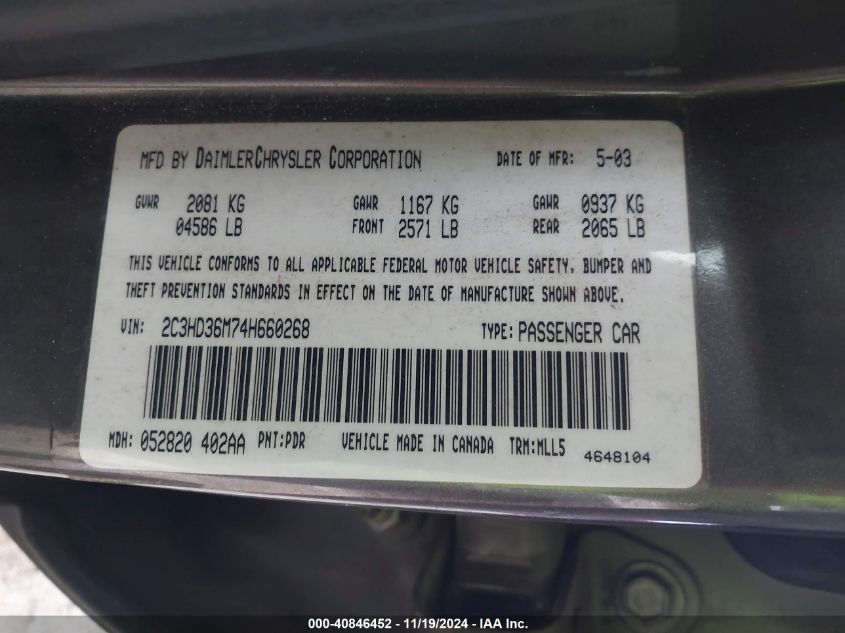 MFD BY DAIMLERCHRYSLER CORPORATION DATE OF MFR: 5-03
GVWR 2081 KG GAWR 1167 KG GAWR 0937 KG
04586 LB FRONT 2571 LB REAR 2065 LB
THIS VEHICLE CONFORMS TO ALL APPLICABLE FEDERAL MOTOR VEHICLE SAFETY, BUMPER AND
THEFT PREVENTION STANDARDS IN EFFECT ON THE DATE OF MANUFACTURE SHOWN ABOVE.
VIN: 2C3HD36M74H660268 TYPE: PASSENGER CAR
MDH: 052820 402AA PNT:PDR VEHICLE MADE IN CANADA TRM:MLL5 4648104
000-40846452 - 11/19/2024 - IAA Inc.